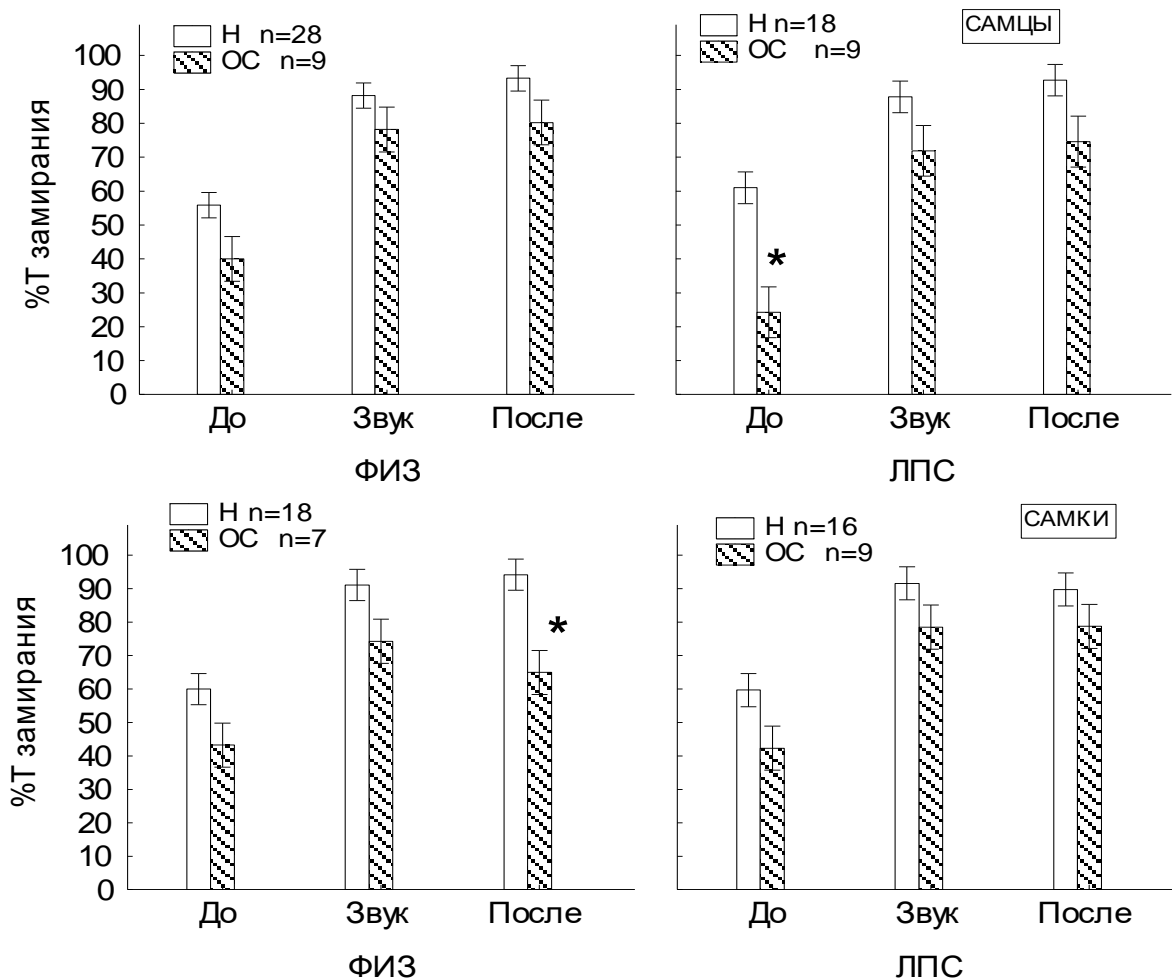 Н n=28
ОС n=9
%Т замирания
100
90
80
70
60
50
40
30
20
10
0
До Звук После
ФИЗ
Н n=18
ОС n=9
САМЦЫ
*
До Звук После
ЛПС
Н n=18
ОС n=7
%Т замирания
100
90
80
70
60
50
40
30
20
10
0
*
До Звук После
ФИЗ
Н n=16
ОС n=9
САМКИ
До Звук После
ЛПС